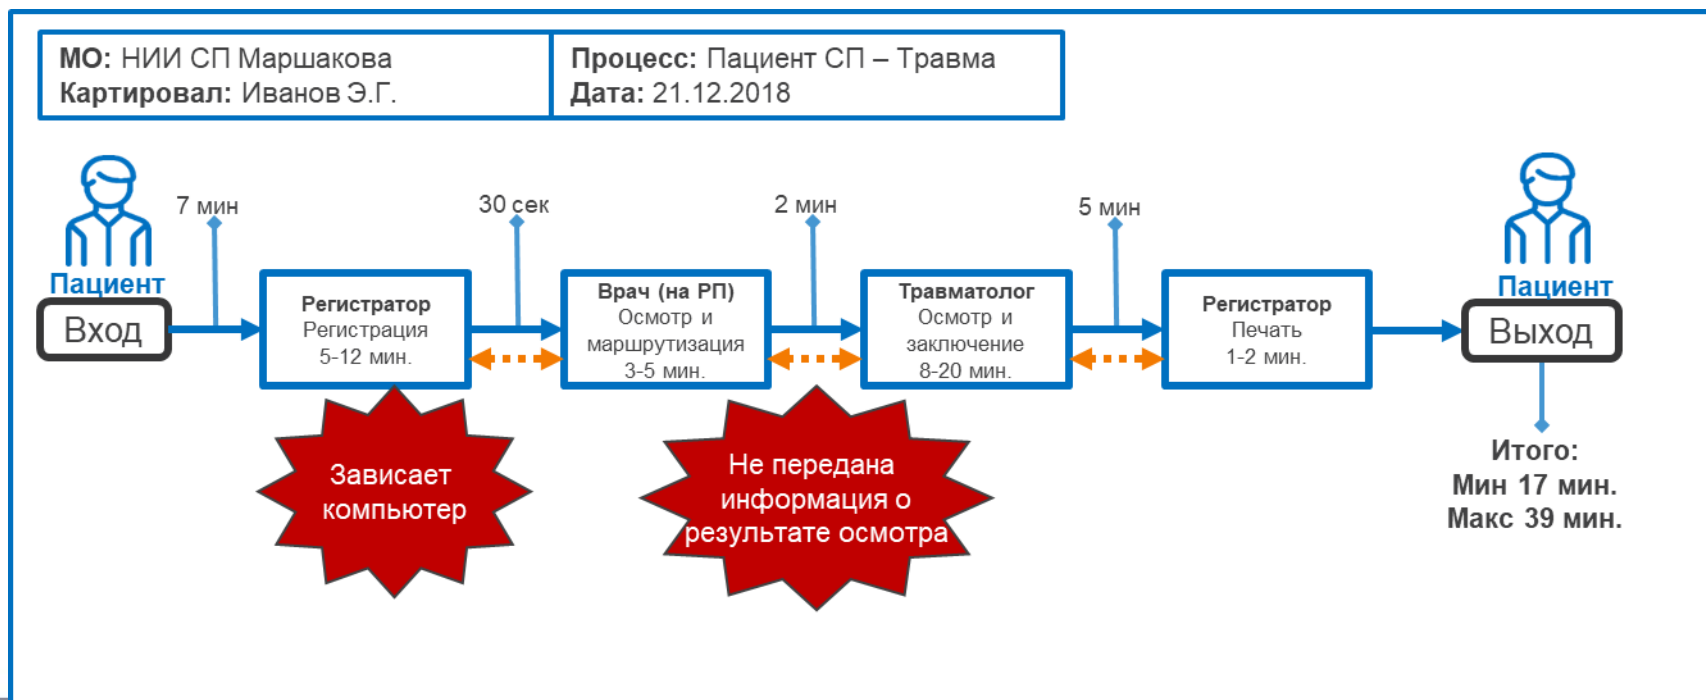 МО: НИИ СП Маршакова
Картировал: Иванов Э.Г.
Процесс: Пациент СП – Травма
Дата: 21.12.2018
7 мин
30 сек
2 мин
5 мин
Пациент
Вход
Регистратор
Регистрация
5-12 мин.
Врач (на РП)
Осмотр и
маршрутизация
3-5 мин.
Травматолог
Осмотр и
заключение
8-20 мин.
Регистратор
Печать
1-2 мин.
Пациент
Выход
Зависает
компьютер
Не передана
информация о
результате осмотра
Итого:
Мин 17 мин.
Макс 39 мин.